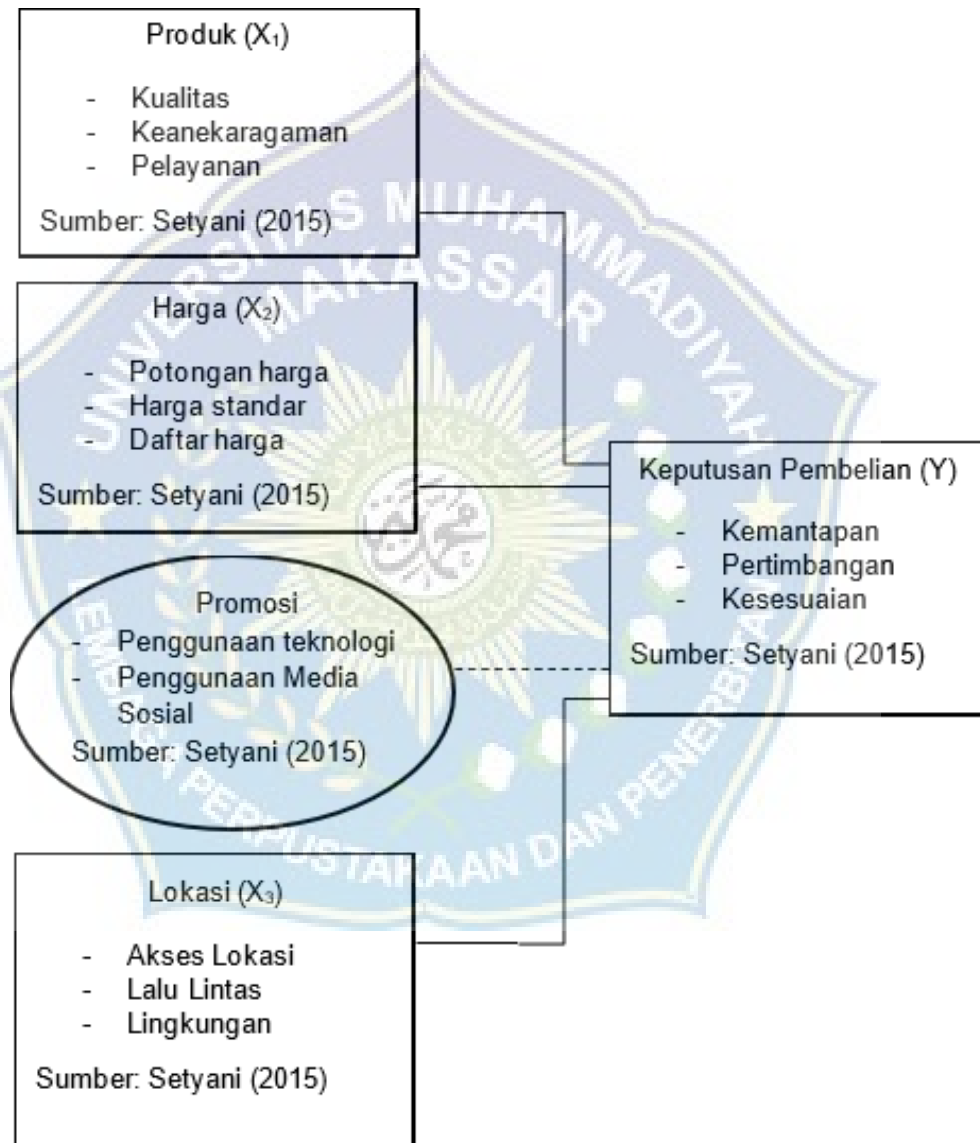 Produk (X₁)
- Kualitas
- Keanekaragaman
- Pelayanan
Sumber: Setyani (2015)
Harga (X₂)
- Potongan harga
- Harga standar
- Daftar harga
Sumber: Setyani (2015)
Promosi
- Penggunaan teknologi
- Penggunaan Media
Sosial
Sumber: Setyani (2015)
Lokasi (X₃)
- Akses Lokasi
- Lalu Lintas
- Lingkungan
Sumber: Setyani (2015)
Keputusan Pembelian (Y)
- Kemantapan
- Pertimbangan
- Kesesuaian
Sumber: Setyani (2015)
UNIVERSITAS MUHAMMADIYAH
MAKASSAR
LEMBAGA PERPUSTAKAAN DAN PENERBITAN